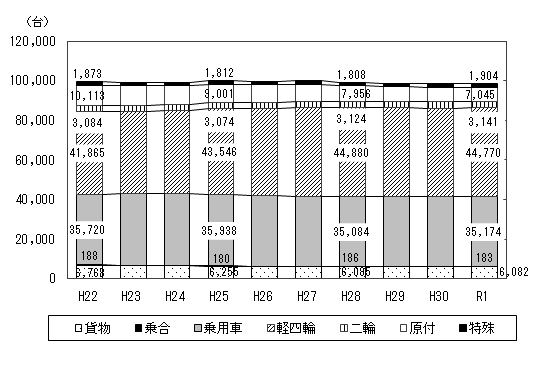 (台)
120,000
1,873 1,812 1,808 1,904
100,000
10,113 9,001 7,956 7,045
80,000
3,084 3,074 3,124 3,141
60,000
41,865 43,546 44,880 44,770
40,000
35,720 35,938 35,084 35,174
20,000
188 180 186 183
6,763 6,255 6,085 6,082
0
H22 H23 H24 H25 H26 H27 H28 H29 H30 R1
貨物 乗合 乗用車 軽四輪 二輪 原付 特殊